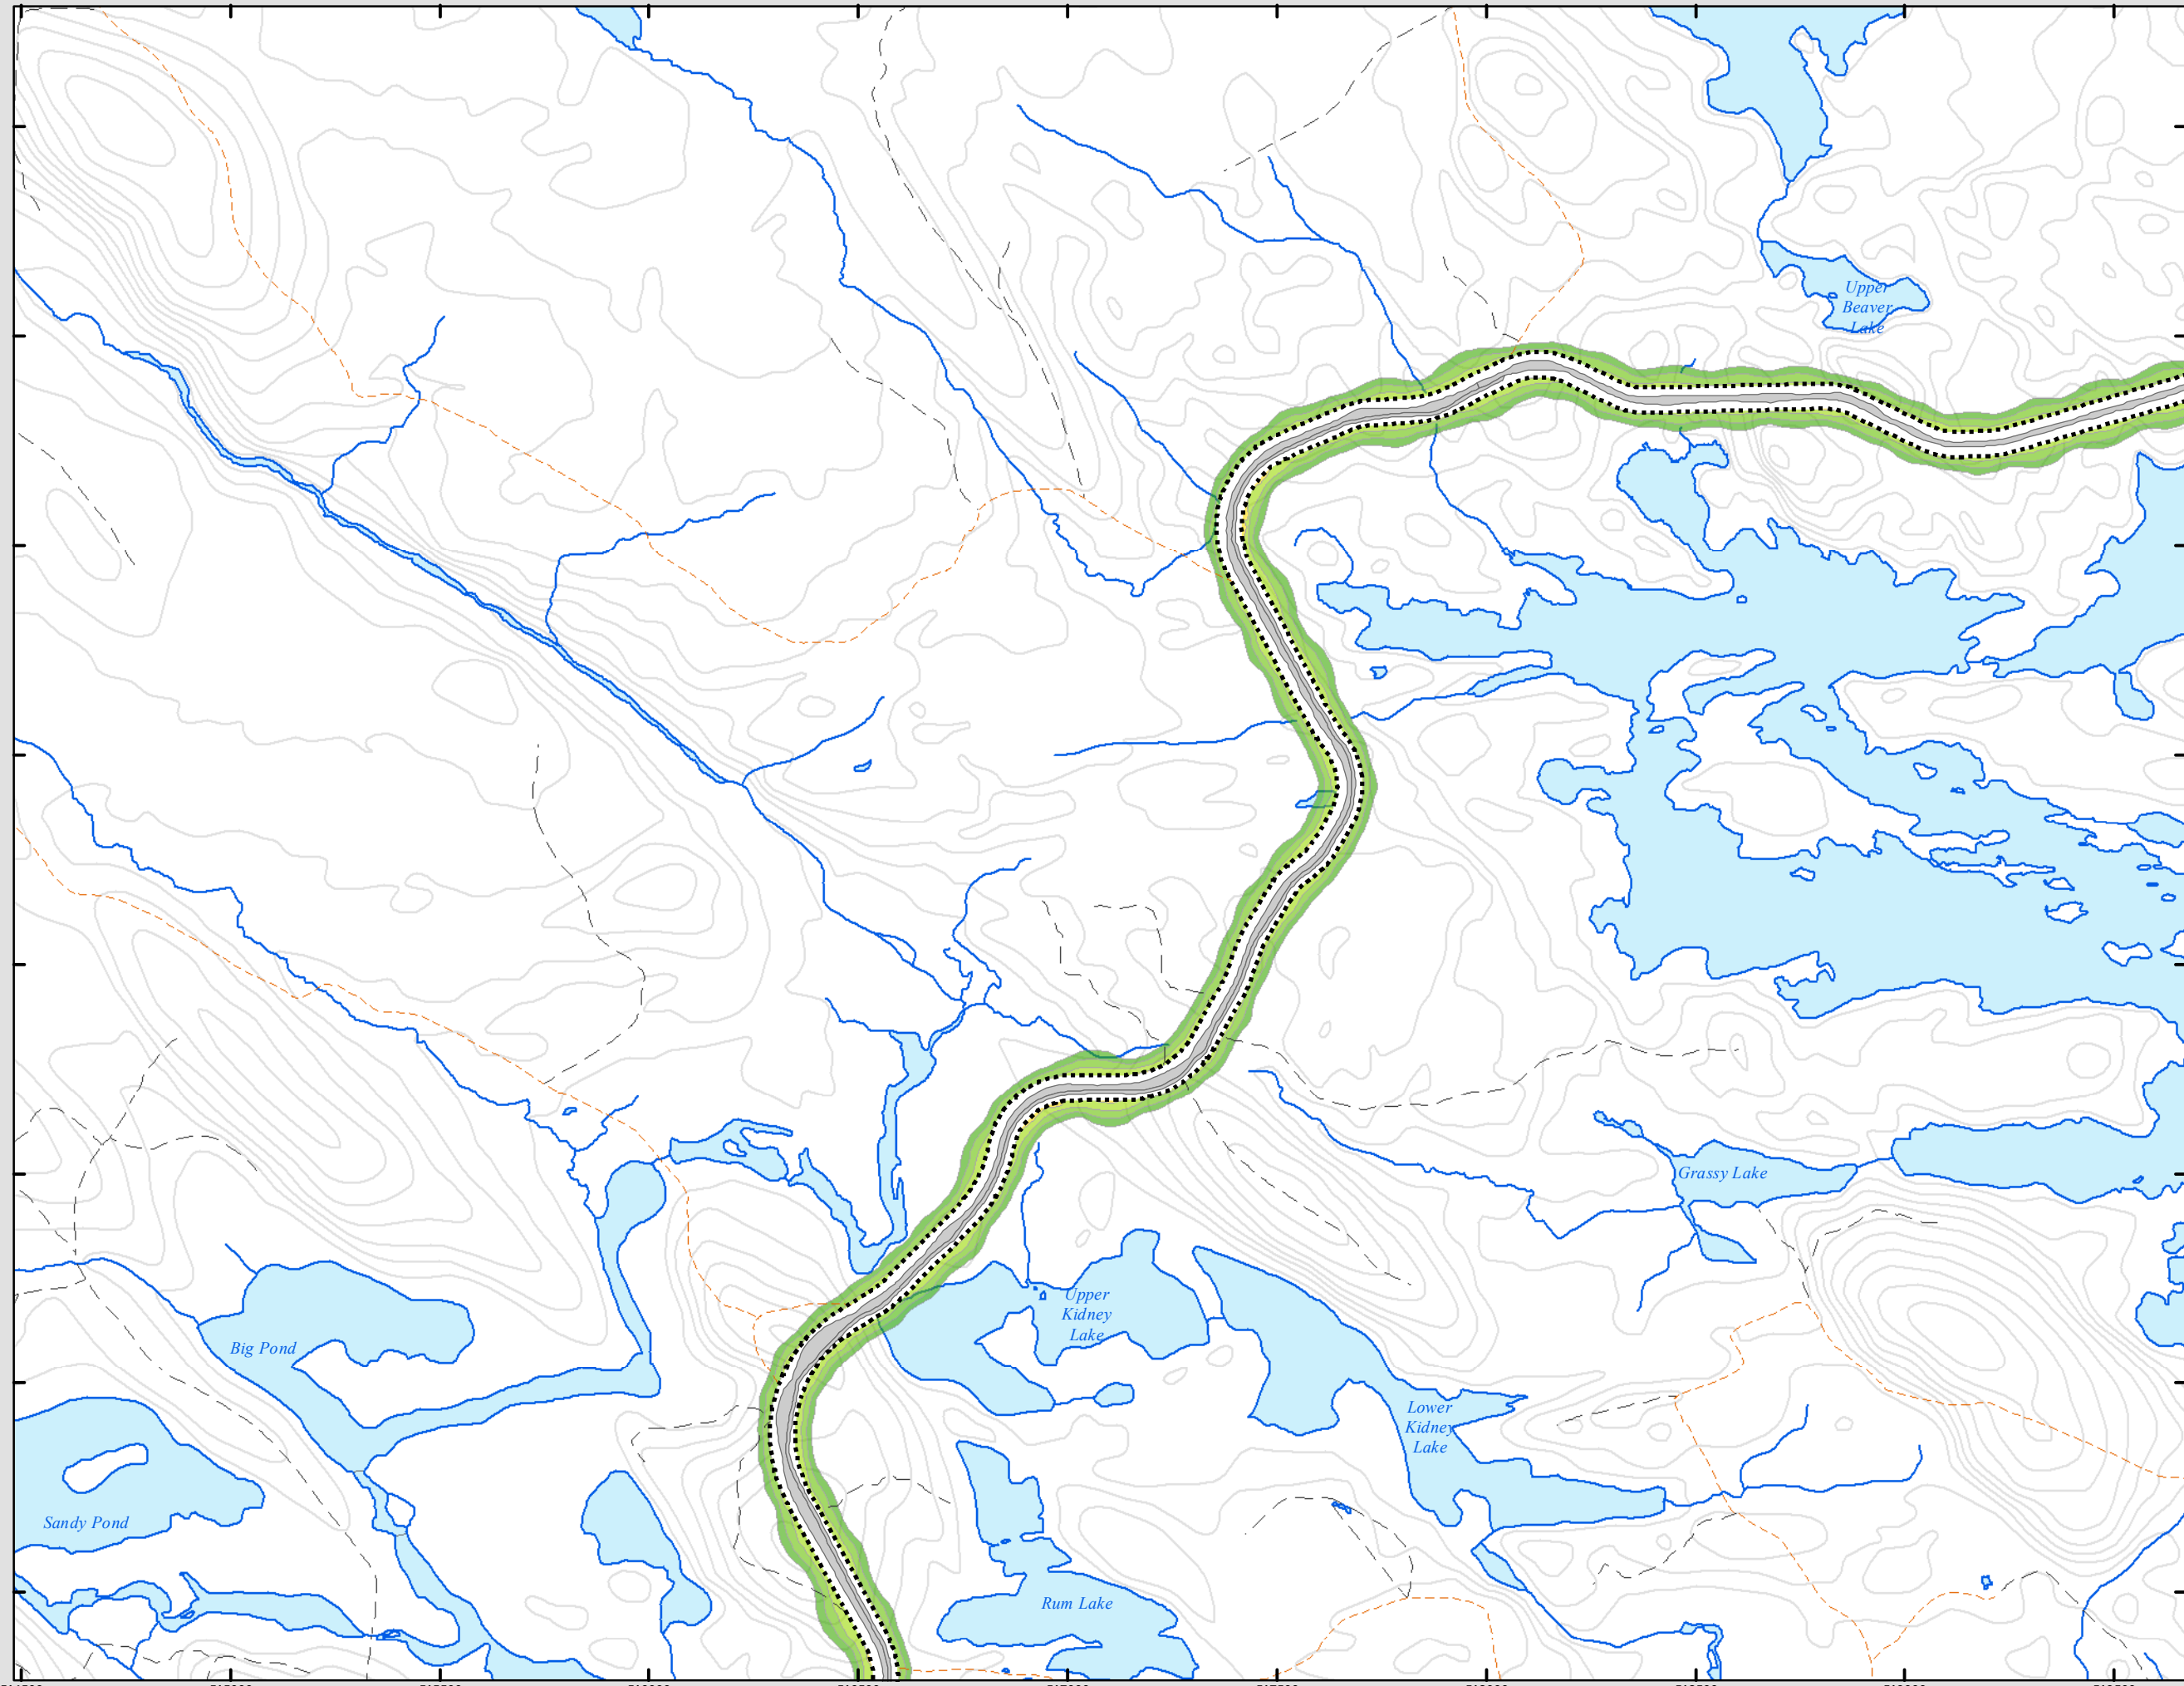 Upper
Beaver
Lake
Grassy Lake
Upper
Kidney
Lake
Big Pond
Lower
Kidney
Lake
Sandy Pond
Rum Lake